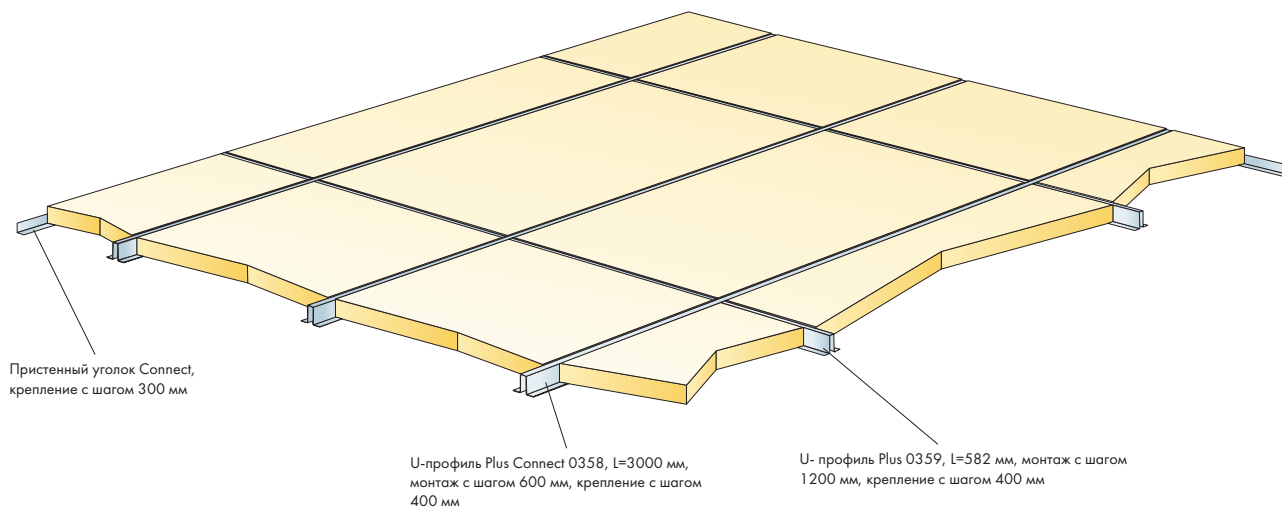 Пристенный уголок Connect,
крепление с шагом 300 мм
U-профиль Plus Connect 0358, L=3000 мм,
монтаж с шагом 600 мм, крепление с шагом
400 мм
U- профиль Plus 0359, L=582 мм, монтаж с шагом
1200 мм, крепление с шагом 400 мм